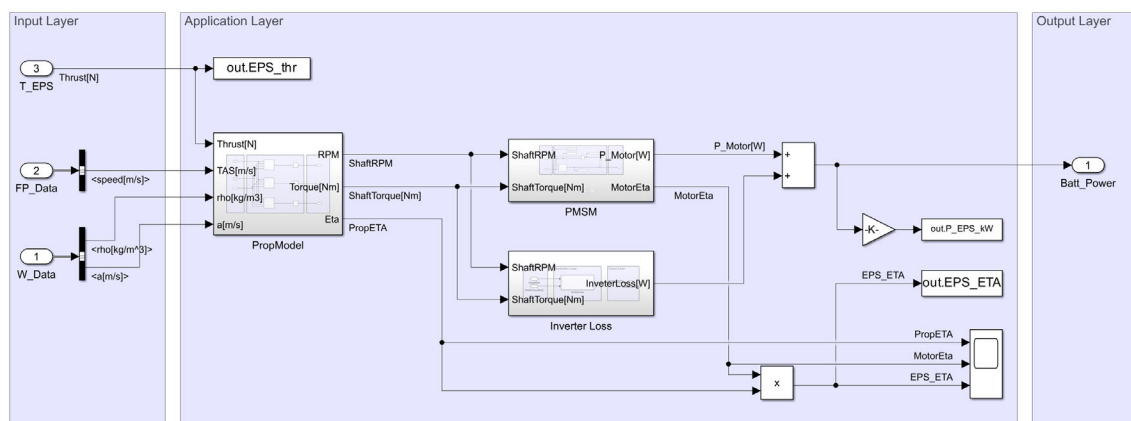 Input Layer
Application Layer
Output Layer
3
T_EPS
Thrust[N]
out.EPS_thr
2
FP_Data
<speed[m/s]>
1
W_Data
<rho[kg/m^3]>
<a[m/s]>
Thrust[N]
TAS[m/s]
rho[kg/m3]
a[m/s]
RPM
Torque[Nm]
Eta
PropModel
ShaftRPM
ShaftTorque[Nm]
PropETA
ShaftRPM
ShaftTorque[Nm]
P_Motor[W]
MotorEta
PMSM
P_Motor[W]
MotorEta
ShaftRPM
ShaftTorque[Nm]
InveterLoss[W]
Inverter Loss
+
+
1
Batt_Power
-K-
out.P_EPS_kW
EPS_ETA
out.EPS_ETA
PropETA
MotorEta
EPS_ETA
x